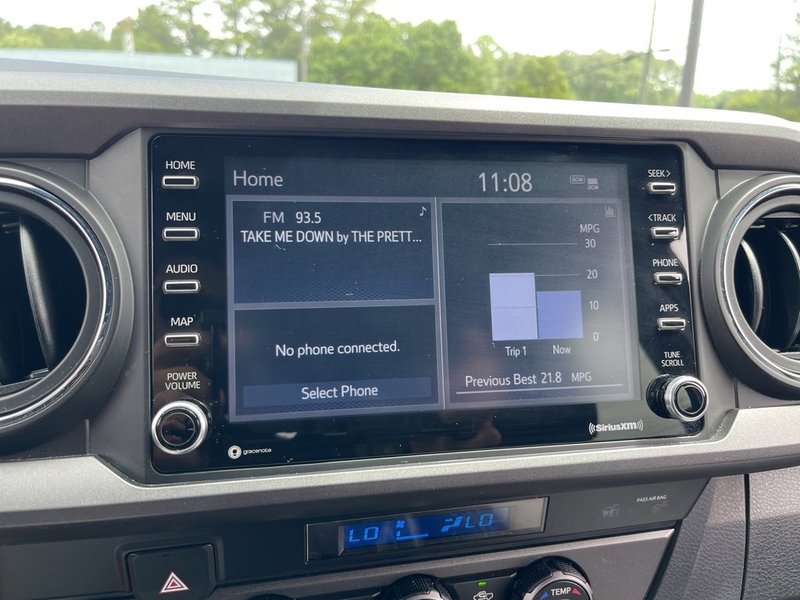 HOME
MENU
AUDIO
MAP
POWER
VOLUME
gracenote
Home
11:08
DCM
DCM
FM 93.5
TAKE ME DOWN by THE PRETT...
No phone connected.
Select Phone
MPG
30
20
10
0
Trip 1 Now
Previous Best 21.8 MPG
SEEK>
<TRACK
PHONE
APPS
TUNE
SCROLL
((SiriusXM))
PASS AIR BAG
LO LO
TEMP